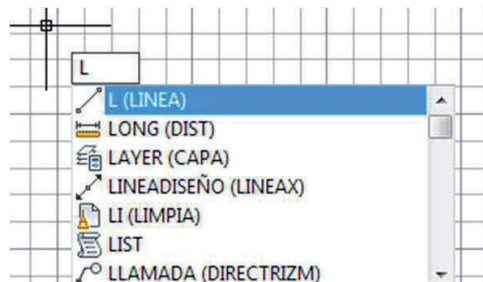 L
L (LINEA)
LONG (DIST)
LAYER (CAPA)
LINEADISEÑO (LINEAX)
LI (LIMPIA)
LIST
LLAMADA (DIRECTRIZM)